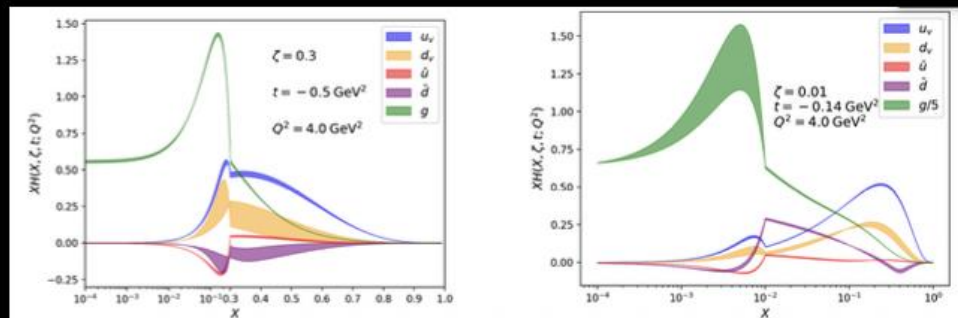 1.50
1.25
1.00
0.75
0.50
0.25
0.00
−0.25
XH(X, ζ, t; Q²)
ζ = 0.3
t = −0.5 GeV²
Q² = 4.0 GeV²
u_v
d_v
ū
d̄
g
10⁻⁴ 10⁻³ 10⁻² 10⁻¹ 0.3 0.4 0.5 0.6 0.7 0.8 0.9 1.0
X
1.50
1.25
1.00
0.75
0.50
0.25
0.00
XH(X, ζ, t; Q²)
ζ = 0.01
t = −0.14 GeV²
Q² = 4.0 GeV²
u_v
d_v
ū
d̄
g/5
10⁻⁴ 10⁻³ 10⁻² 10⁻¹ 10⁰
X